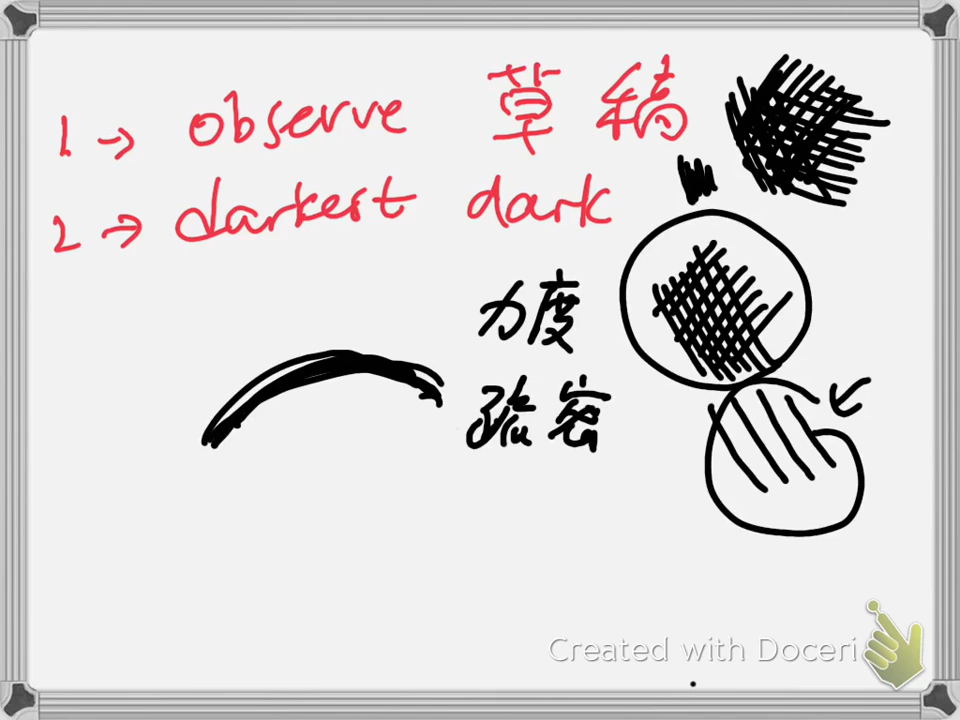 1 → observe 草稿
2 → darkest dark
力度
疏密
Created with Doceri